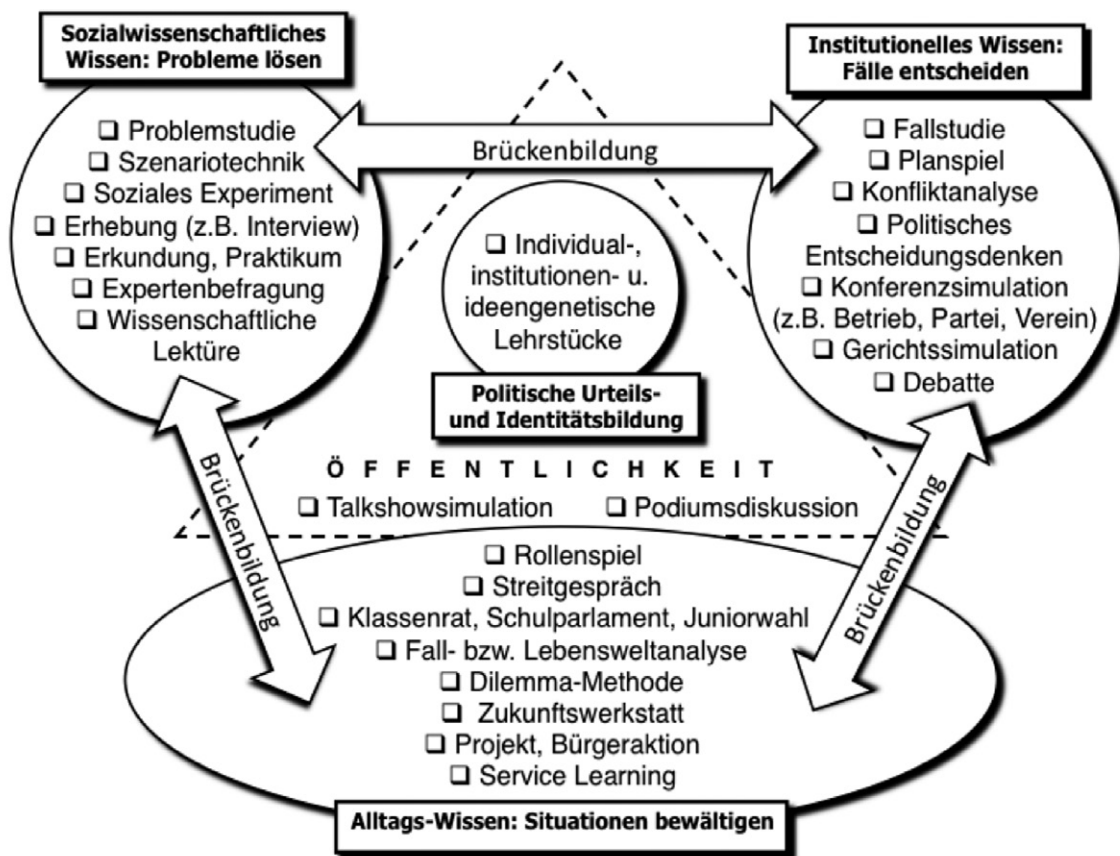 Sozialwissenschaftliches
Wissen: Probleme lösen
❑ Problemstudie
❑ Szenariotechnik
❑ Soziales Experiment
❑ Erhebung (z.B. Interview)
❑ Erkundung, Praktikum
❑ Expertenbefragung
❑ Wissenschaftliche
Lektüre
Brückenbildung
Institutionelles Wissen:
Fälle entscheiden
❑ Fallstudie
❑ Planspiel
❑ Konfliktanalyse
❑ Politisches
Entscheidungsdenken
❑ Konferenzsimulation
(z.B. Betrieb, Partei, Verein)
❑ Gerichtssimulation
❑ Debatte
❑ Individual-,
institutionen- u.
ideengenetische
Lehrstücke
Politische Urteils-
und Identitätsbildung
ÖFFENTLICHKEIT
❑ Talkshowsimulation
❑ Podiumsdiskussion
Brückenbildung
Brückenbildung
❑ Rollenspiel
❑ Streitgespräch
❑ Klassenrat, Schulparlament, Juniorwahl
❑ Fall- bzw. Lebensweltanalyse
❑ Dilemma-Methode
❑ Zukunftswerkstatt
❑ Projekt, Bürgeraktion
❑ Service Learning
Alltags-Wissen: Situationen bewältigen